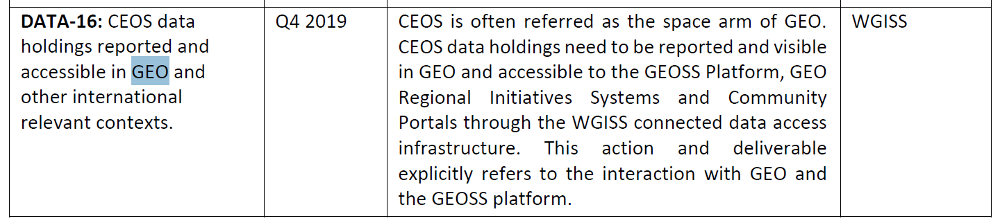 DATA-16: CEOS data
holdings reported and
accessible in GEO and
other international
relevant contexts.
Q4 2019
CEOS is often referred as the space arm of GEO.
CEOS data holdings need to be reported and visible
in GEO and accessible to the GEOSS Platform, GEO
Regional Initiatives Systems and Community
Portals through the WGISS connected data access
infrastructure. This action and deliverable
explicitly refers to the interaction with GEO and
the GEOSS platform.
WGISS